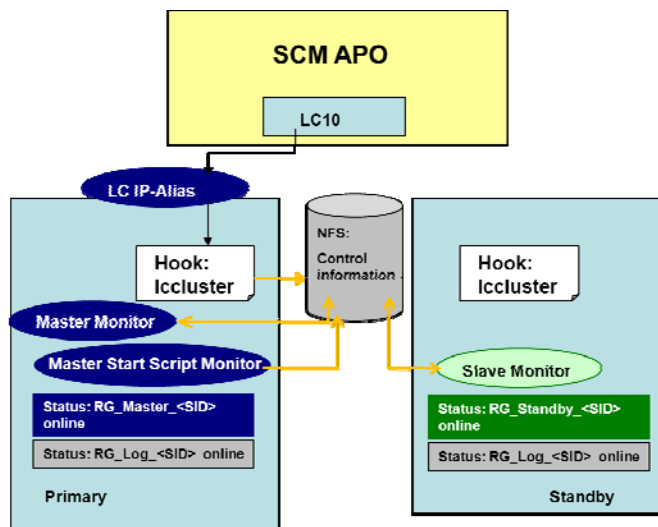 SCM APO
LC10
LC IP-Alias
NFS:
Control
information
Hook:
lccluster
Hook:
lccluster
Master Monitor
Master Start Script Monitor
Slave Monitor
Status: RG_Master_<SID>
online
Status: RG_Standby_<SID>
online
Status: RG_Log_<SID> online
Status: RG_Log_<SID> online
Primary
Standby